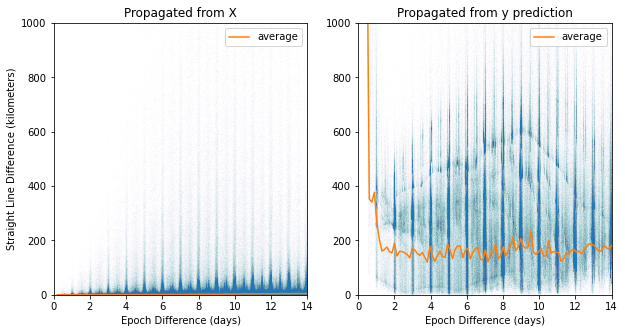 Propagated from X
Propagated from y prediction
Straight Line Difference (kilometers)
1000
800
600
400
200
0
average
0 2 4 6 8 10 12 14
Epoch Difference (days)
1000
800
600
400
200
0
average
0 2 4 6 8 10 12 14
Epoch Difference (days)